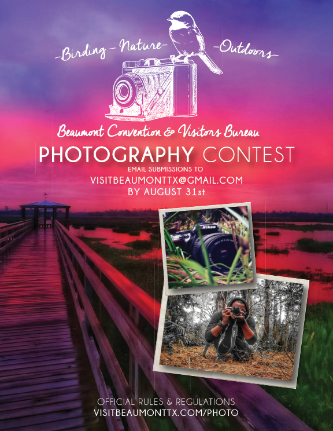 Birding - Nature - Outdoors
Beaumont Convention & Visitors Bureau
PHOTOGRAPHY CONTEST
EMAIL SUBMISSIONS TO
VISITBEAUMONTTX@GMAIL.COM
BY AUGUST 31st
OFFICIAL RULES & REGULATIONS
VISITBEAUMONTTX.COM/PHOTO